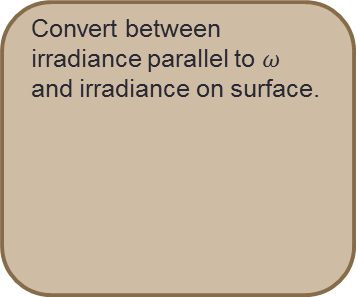 Convert between
irradiance parallel to ω
and irradiance on surface.